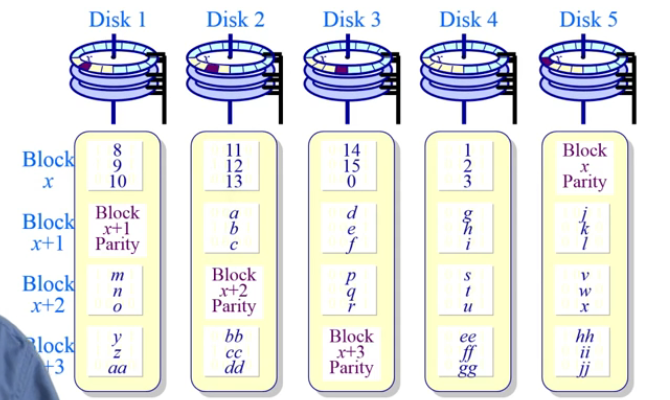 Disk 1 Disk 2 Disk 3 Disk 4 Disk 5
x x x x x
Block
x
8
9
10
11
12
13
14
15
0
1
2
3
Block
x
Parity
Block
x+1
Block
x+1
Parity
a
b
c
d
e
f
g
h
i
j
k
l
Block
x+2
m
n
o
Block
x+2
Parity
p
q
r
s
t
u
v
w
x
Block
+3
y
z
aa
bb
cc
dd
Block
x+3
Parity
ee
ff
gg
hh
ii
jj